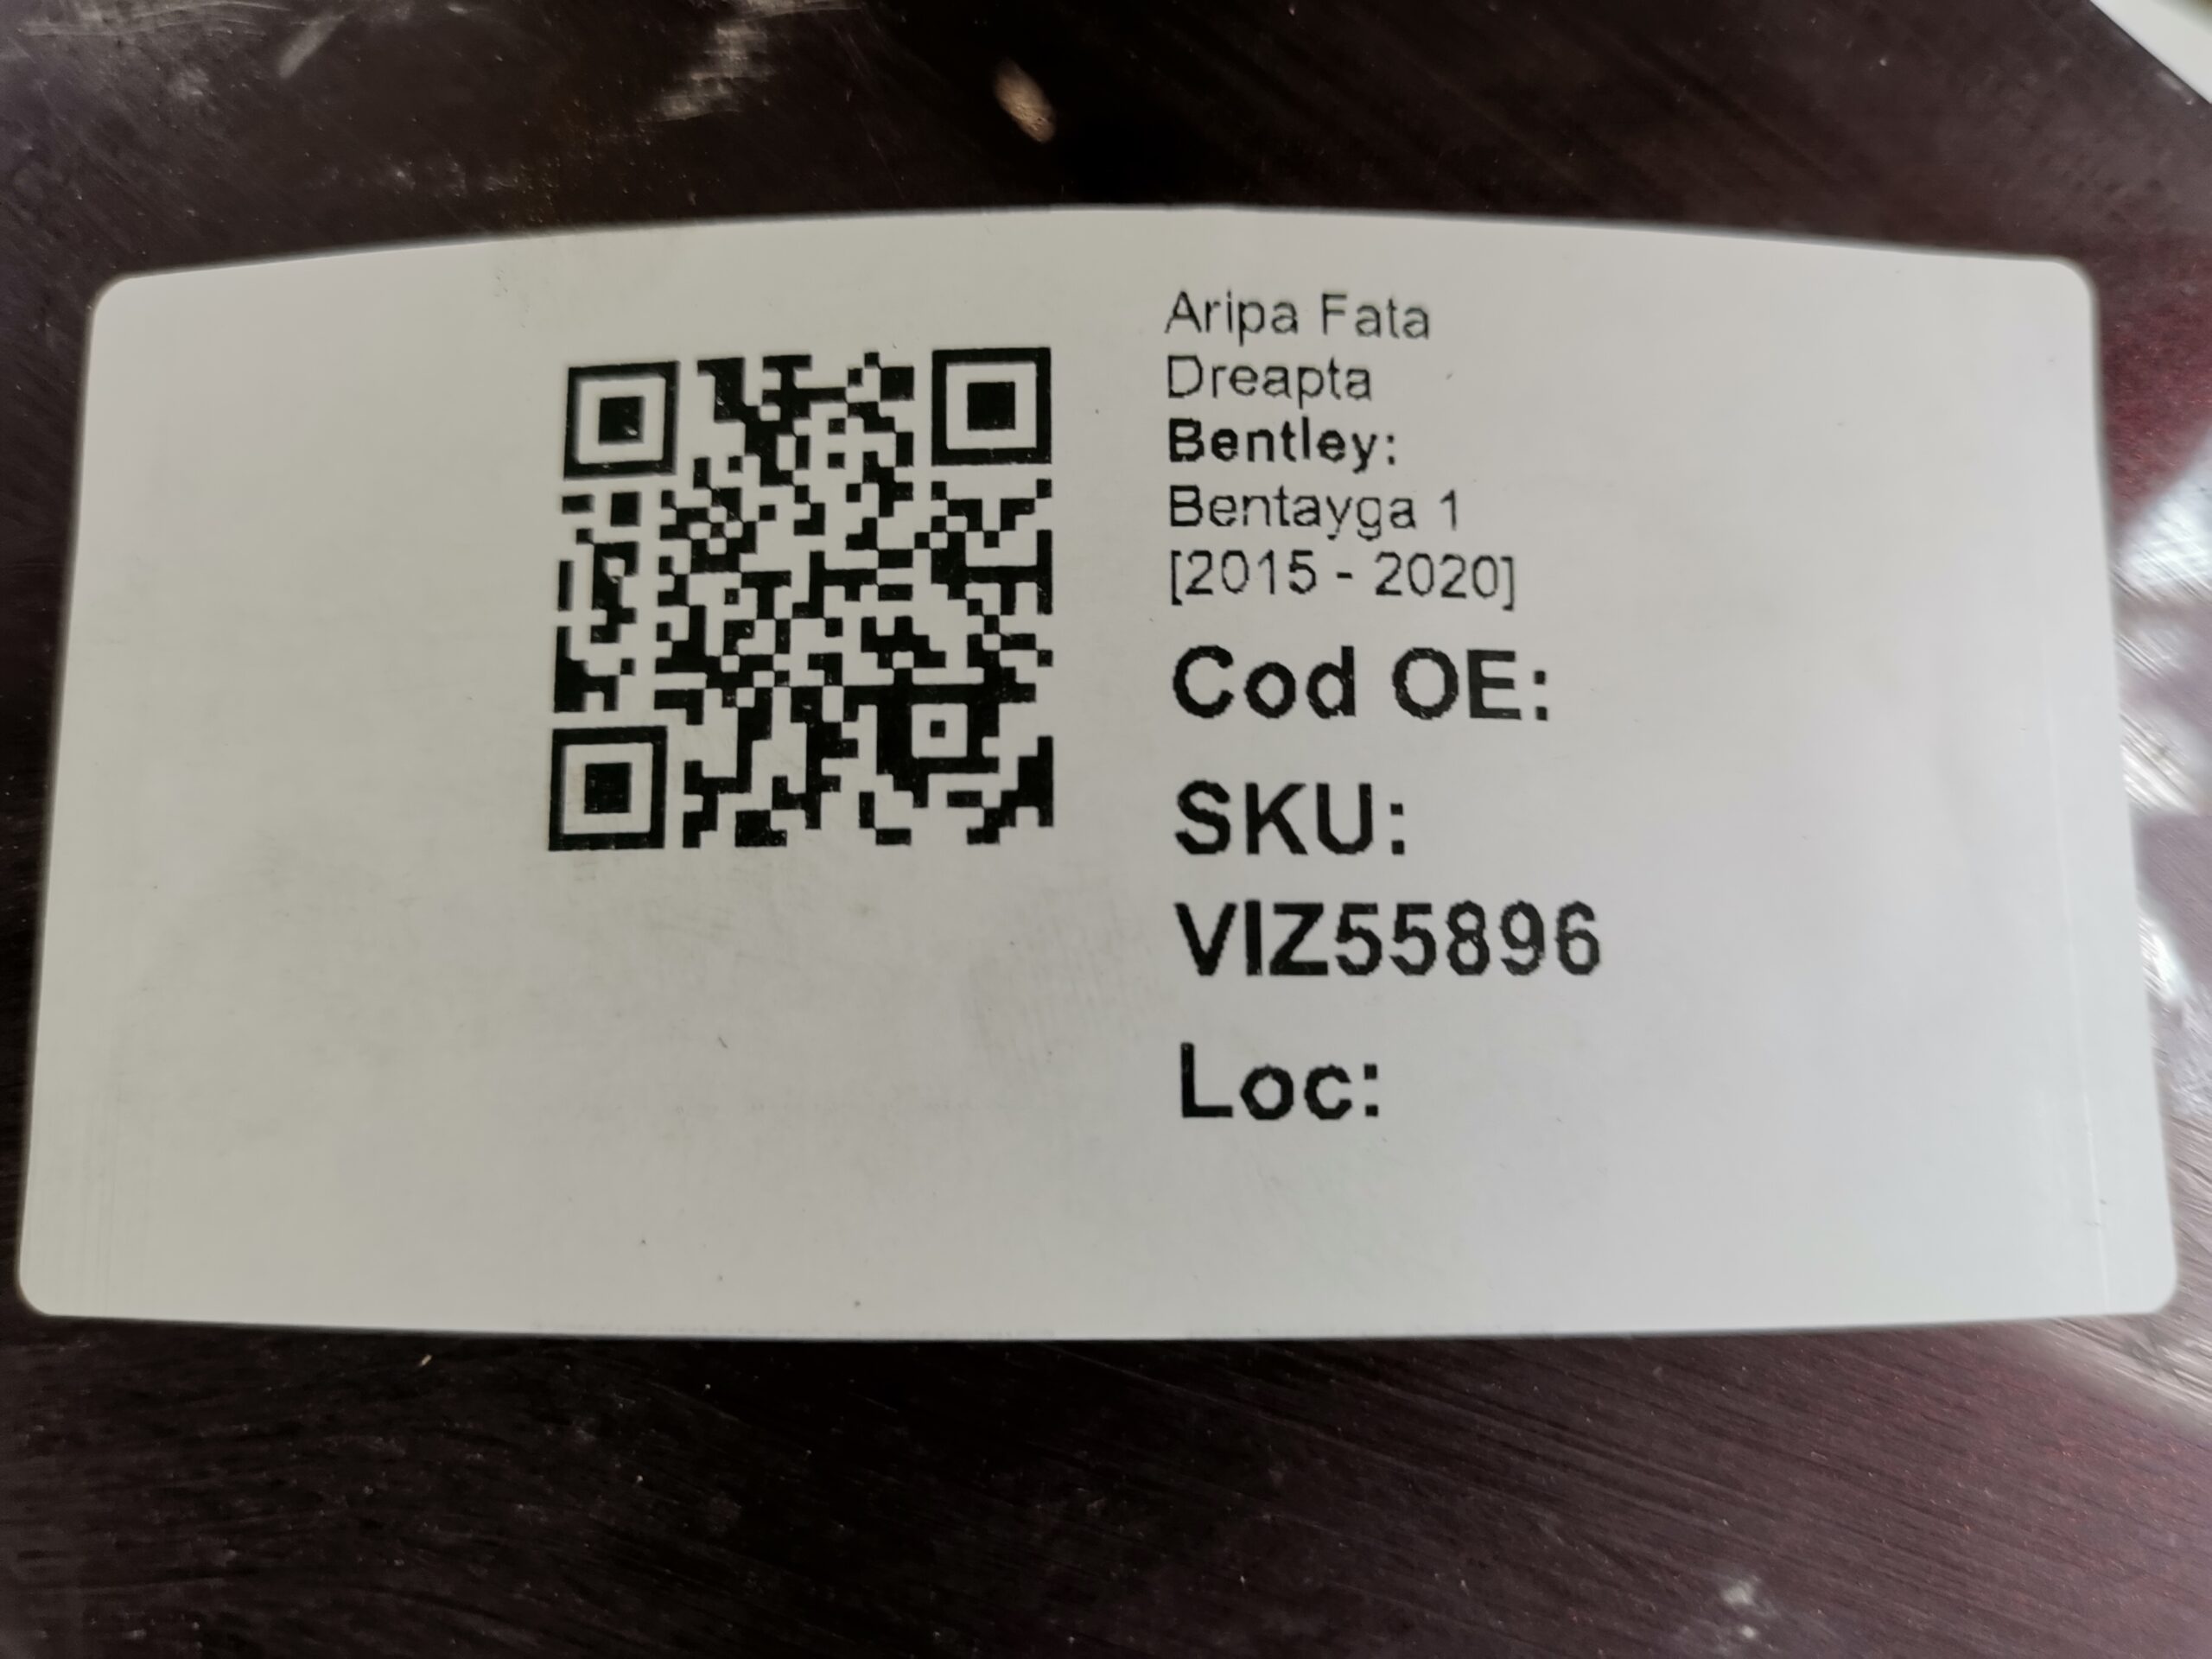 Aripa Fata
Dreapta
Bentley:
Bentayga 1
[2015 - 2020]
Cod OE:
SKU:
VIZ55896
Loc: